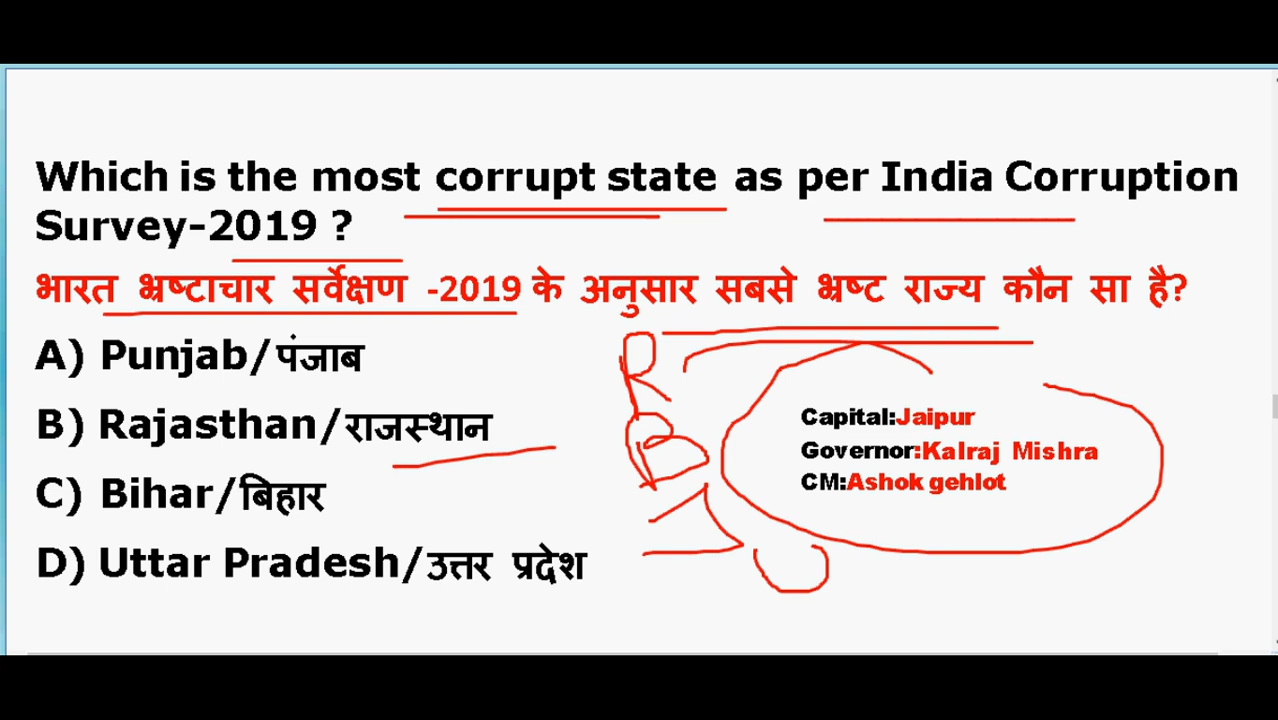 Which is the most corrupt state as per India Corruption
Survey-2019 ?
भारत भ्रष्टाचार सर्वेक्षण -2019 के अनुसार सबसे भ्रष्ट राज्य कौन सा है?
A) Punjab/पंजाब
B) Rajasthan/राजस्थान
C) Bihar/बिहार
D) Uttar Pradesh/उत्तर प्रदेश
Capital:Jaipur
Governor:Kalraj Mishra
CM:Ashok gehlot